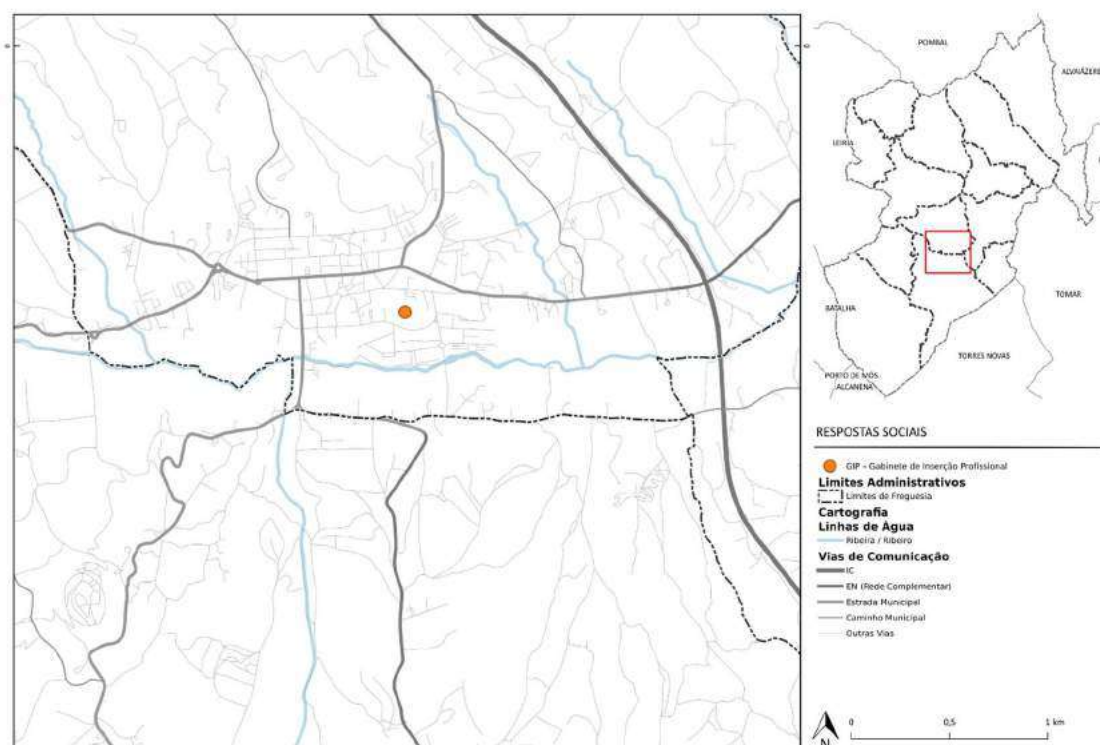 POMBAL
ALVAIÁZERE
LEIRIA
BATALHA
TOMAR
TORRES NOVAS
PORTO DE MÓS
ALCANENA
RESPOSTAS SOCIAIS
GIP - Gabinete de Inserção Profissional
Limites Administrativos
Limites de Freguesia
Cartografia
Linhas de Água
Ribeira / Ribeiro
Vias de Comunicação
IC
EN (Rede Complementar)
Estrada Municipal
Caminho Municipal
Outras Vias
N
0 0,5 1 km